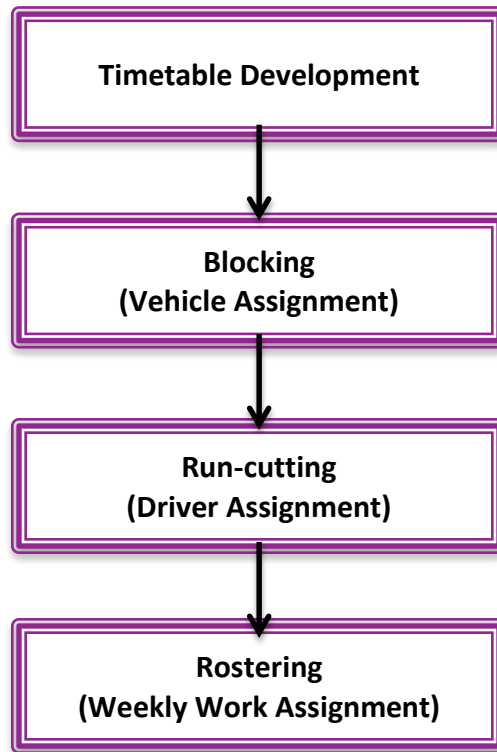 Timetable Development
Blocking
(Vehicle Assignment)
Run-cutting
(Driver Assignment)
Rostering
(Weekly Work Assignment)